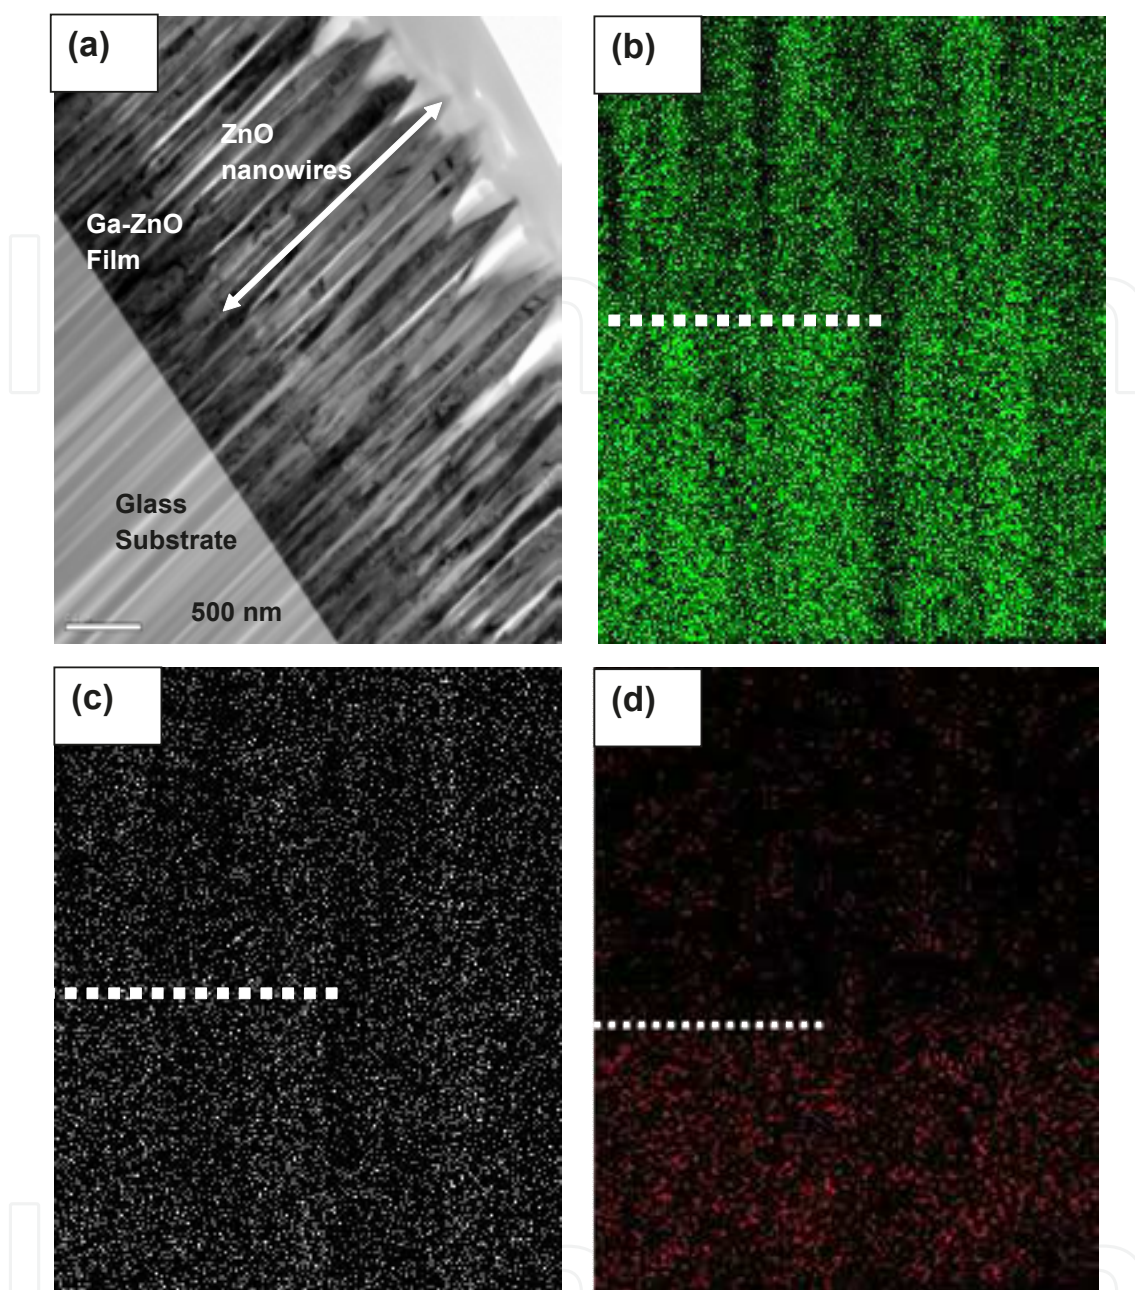 (a)
(b)
ZnO
nanowires
Ga-ZnO
Film
Glass
Substrate
500 nm
(c)
(d)